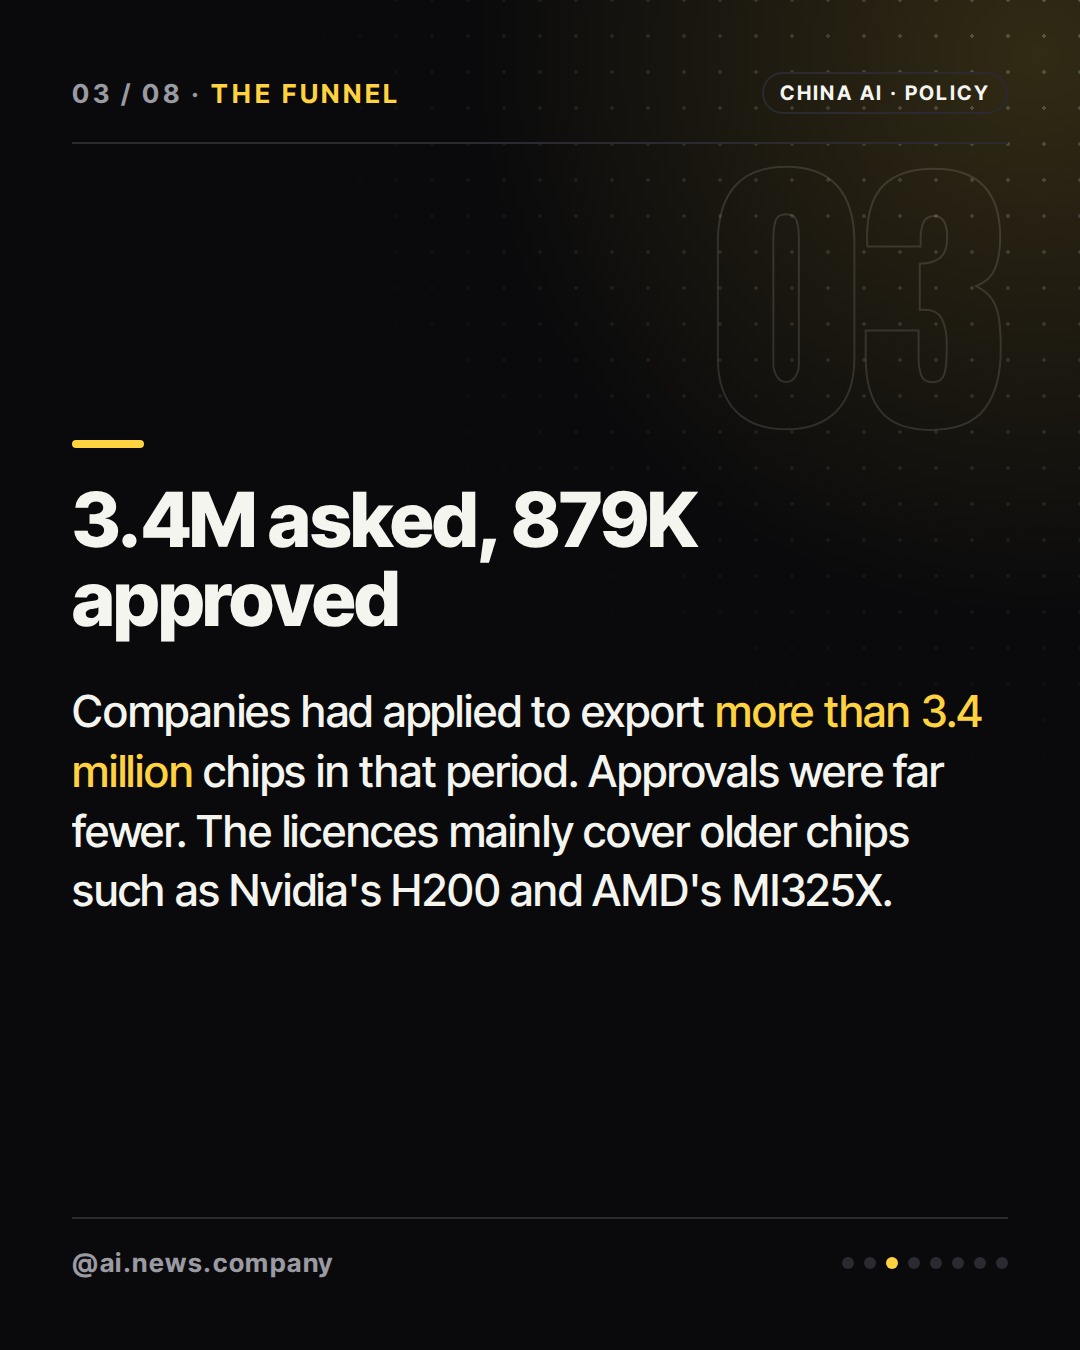 03 / 08 · THE FUNNEL
CHINA AI · POLICY
03
3.4M asked, 879K
approved
Companies had applied to export more than 3.4
million chips in that period. Approvals were far
fewer. The licences mainly cover older chips
such as Nvidia's H200 and AMD's MI325X.
@ai.news.company